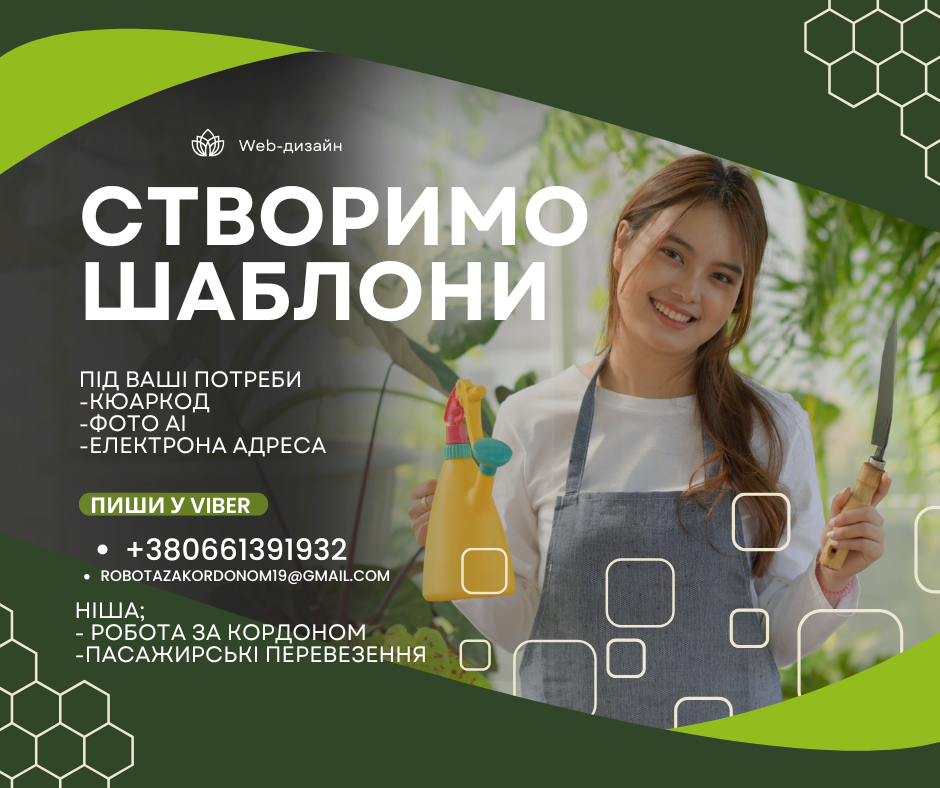 Web-дизайн
СТВОРИМО
ШАБЛОНИ
ПІД ВАШІ ПОТРЕБИ
-КЮАРКОД
-ФОТО АІ
-ЕЛЕКТРОНА АДРЕСА
ПИШИ У VIBER
• +380661391932
• ROBOTAZAKORDONOM19@GMAIL.COM
НІША;
- РОБОТА ЗА КОРДОНОМ
-ПАСАЖИРСЬКІ ПЕРЕВЕЗЕННЯ